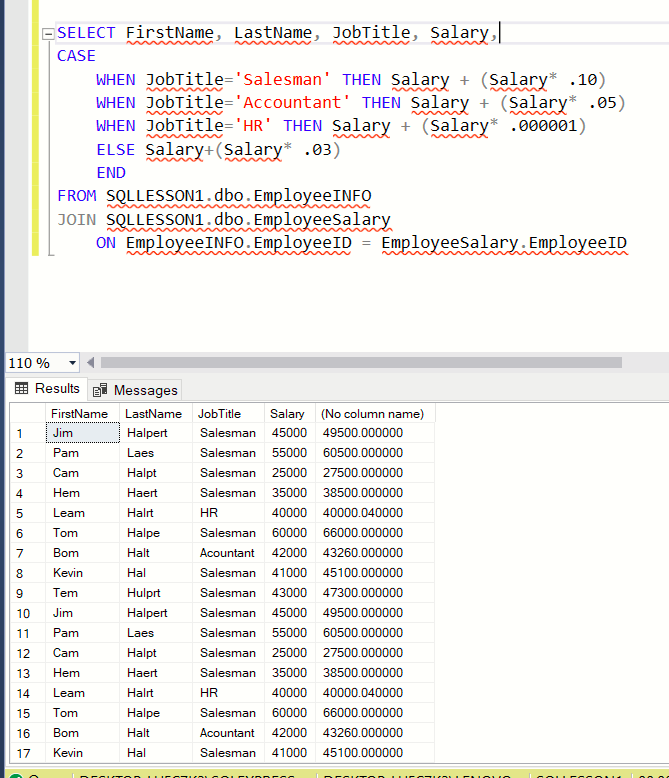 SELECT FirstName, LastName, JobTitle, Salary,
CASE
WHEN JobTitle='Salesman' THEN Salary + (Salary* .10)
WHEN JobTitle='Accountant' THEN Salary + (Salary* .05)
WHEN JobTitle='HR' THEN Salary + (Salary* .000001)
ELSE Salary+(Salary* .03)
END
FROM SQLLESSON1.dbo.EmployeeINFO
JOIN SQLLESSON1.dbo.EmployeeSalary
ON EmployeeINFO.EmployeeID = EmployeeSalary.EmployeeID
110 %
Results Messages
FirstName LastName JobTitle Salary (No column name)
1 Jim Halpert Salesman 45000 49500.000000
2 Pam Laes Salesman 55000 60500.000000
3 Cam Halpt Salesman 25000 27500.000000
4 Hem Haert Salesman 35000 38500.000000
5 Leam Halrt HR 40000 40000.040000
6 Tom Halpe Salesman 60000 66000.000000
7 Bom Halt Acountant 42000 43260.000000
8 Kevin Hal Salesman 41000 45100.000000
9 Tem Hulprt Salesman 43000 47300.000000
10 Jim Halpert Salesman 45000 49500.000000
11 Pam Laes Salesman 55000 60500.000000
12 Cam Halpt Salesman 25000 27500.000000
13 Hem Haert Salesman 35000 38500.000000
14 Leam Halrt HR 40000 40000.040000
15 Tom Halpe Salesman 60000 66000.000000
16 Bom Halt Acountant 42000 43260.000000
17 Kevin Hal Salesman 41000 45100.000000